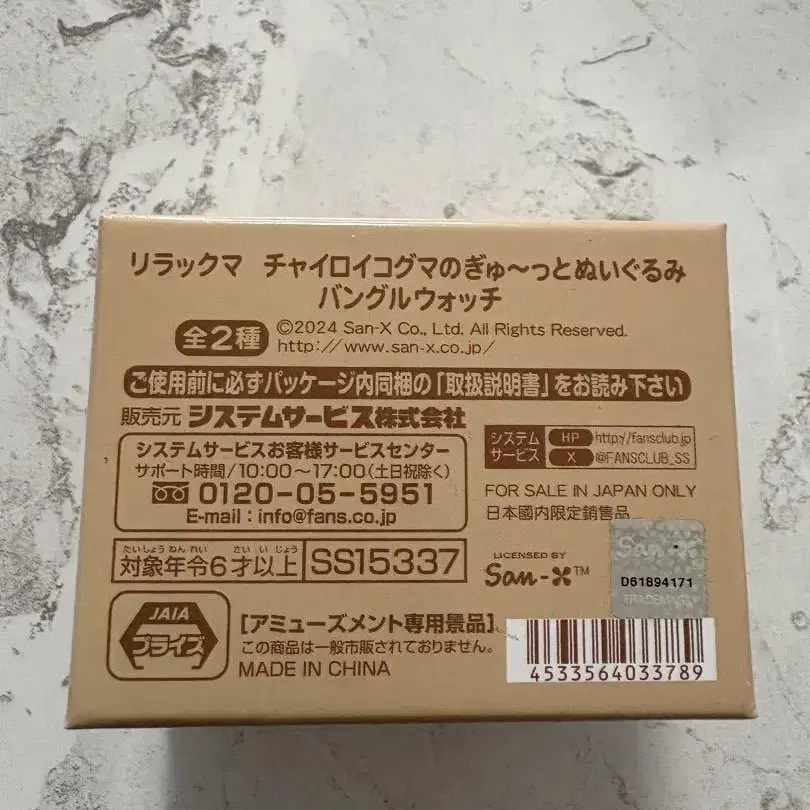 リラックマ チャイロイコグマのぎゅ〜っとぬいぐるみ
バングルウォッチ
全2種
©2024 San-X Co., Ltd. All Rights Reserved.
http://www.san-x.co.jp/
ご使用前に必ずパッケージ内同梱の「取扱説明書」をお読み下さい
販売元 システムサービス株式会社
システムサービスお客様サービスセンター
サポート時間/10:00〜17:00(土日祝除く)
0120-05-5951
E-mail : info@fans.co.jp
システムサービス
HP http://fansclub.jp
X @FANSCLUB_SS
FOR SALE IN JAPAN ONLY
日本國内限定銷售品
たいしょうねんれい さいいじょう
対象年令6才以上 SS15337
LICENSED BY
San-X™
San-X
D61894171
TRADEMARK
JAIA
プライズ
[アミューズメント専用景品]
この商品は一般市販されておりません。
MADE IN CHINA
4533564033789